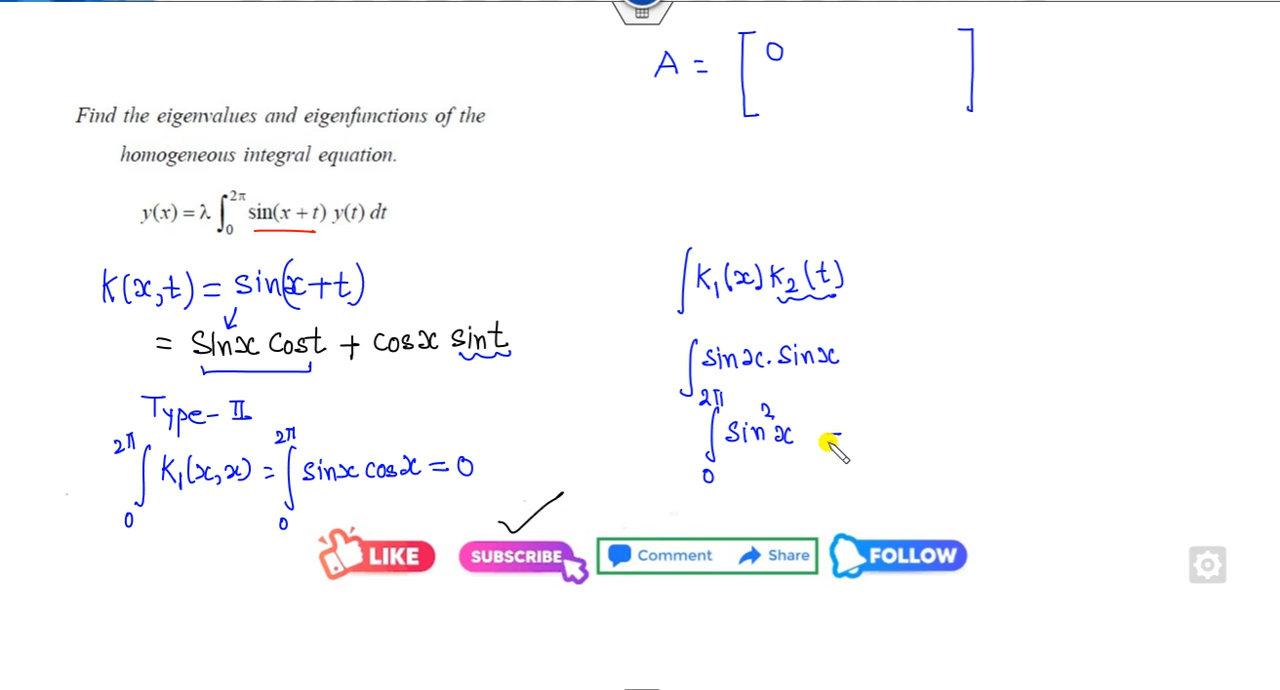 A = [ 0 ]
Find the eigenvalues and eigenfunctions of the
homogeneous integral equation.
y(x) = λ ∫₀^{2π} sin(x + t) y(t) dt
K(x,t) = sin(x+t)
= sinx cost + cosx sint
Type-II
∫₀^{2π} K₁(x,x) = ∫₀^{2π} sinx cosx = 0
∫K₁(x)K₂(t)
∫sinx.sinx
∫₀^{2π} sin²x -
LIKE
SUBSCRIBE
Comment
Share
FOLLOW